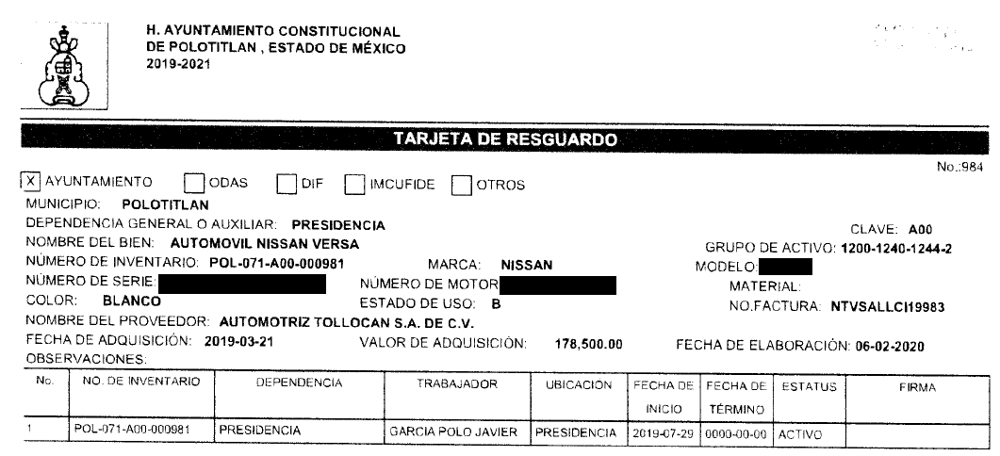 H. AYUNTAMIENTO CONSTITUCIONAL
DE POLOTITLAN , ESTADO DE MÉXICO
2019-2021
TARJETA DE RESGUARDO
No.:984
X AYUNTAMIENTO ODAS DIF IMCUFIDE OTROS
MUNICIPIO: POLOTITLAN
DEPENDENCIA GENERAL O AUXILIAR: PRESIDENCIA CLAVE: A00
NOMBRE DEL BIEN: AUTOMOVIL NISSAN VERSA GRUPO DE ACTIVO: 1200-1240-1244-2
NÚMERO DE INVENTARIO: POL-071-A00-000981 MARCA: NISSAN MODELO:
NÚMERO DE SERIE: NÚMERO DE MOTOR MATERIAL:
COLOR: BLANCO ESTADO DE USO: B NO.FACTURA: NTVSALLCI19983
NOMBRE DEL PROVEEDOR: AUTOMOTRIZ TOLLOCAN S.A. DE C.V.
FECHA DE ADQUISICIÓN: 2019-03-21 VALOR DE ADQUISICIÓN: 178,500.00 FECHA DE ELABORACIÓN: 06-02-2020
OBSERVACIONES:
No. NO. DE INVENTARIO DEPENDENCIA TRABAJADOR UBICACION FECHA DE INICIO FECHA DE TÉRMINO ESTATUS FIRMA
1 POL-071-A00-000981 PRESIDENCIA GARCIA POLO JAVIER PRESIDENCIA 2019-07-29 0000-00-00 ACTIVO